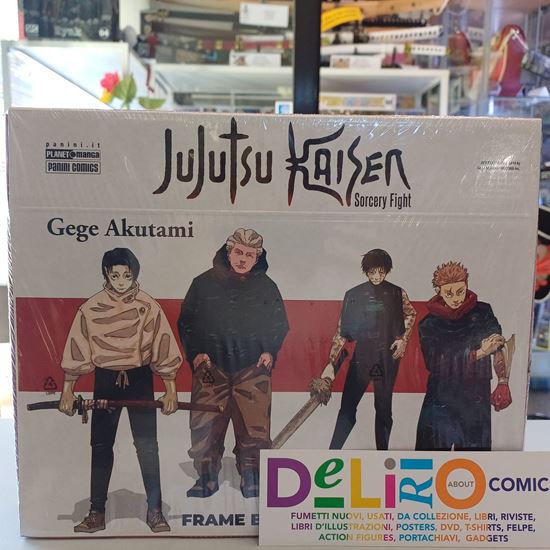 panini.it
PLANET manga
PANINI COMICS
JUJUTSU KAISEN
Sorcery Fight
Gege Akutami
FRAME B
DELIRIO
ABOUT
COMIC
FUMETTI NUOVI, USATI, DA COLLEZIONE, LIBRI, RIVISTE,
LIBRI D'ILLUSTRAZIONI, POSTERS, DVD, T-SHIRTS, FELPE,
ACTION FIGURES, PORTACHIAVI, GADGETS